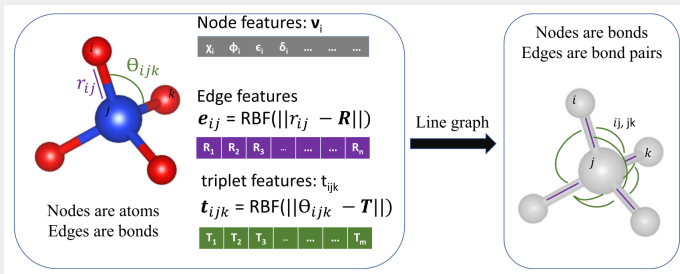 Node features: v_i
χ_i ϕ_i ϵ_i δ_i ... ... ...
i
Θ_ijk
r_ij
k
j
Edge features
e_ij = RBF(||r_ij − R||)
R_1 R_2 R_3 ... ... ... R_n
triplet features: t_ijk
t_ijk = RBF(||Θ_ijk − T||)
T_1 T_2 T_3 ... ... ... T_m
Nodes are atoms
Edges are bonds
Line graph
Nodes are bonds
Edges are bond pairs
i
ij, jk
j
k